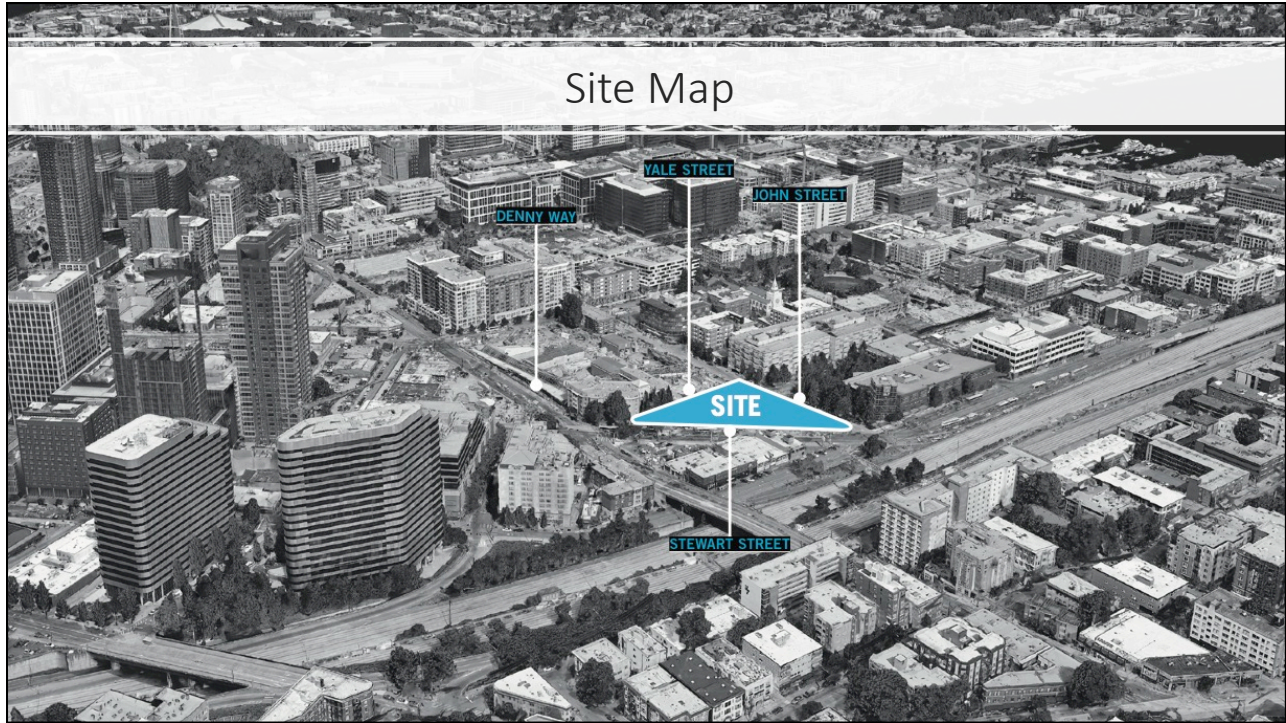 Site Map
YALE STREET
JOHN STREET
DENNY WAY
SITE
STEWART STREET